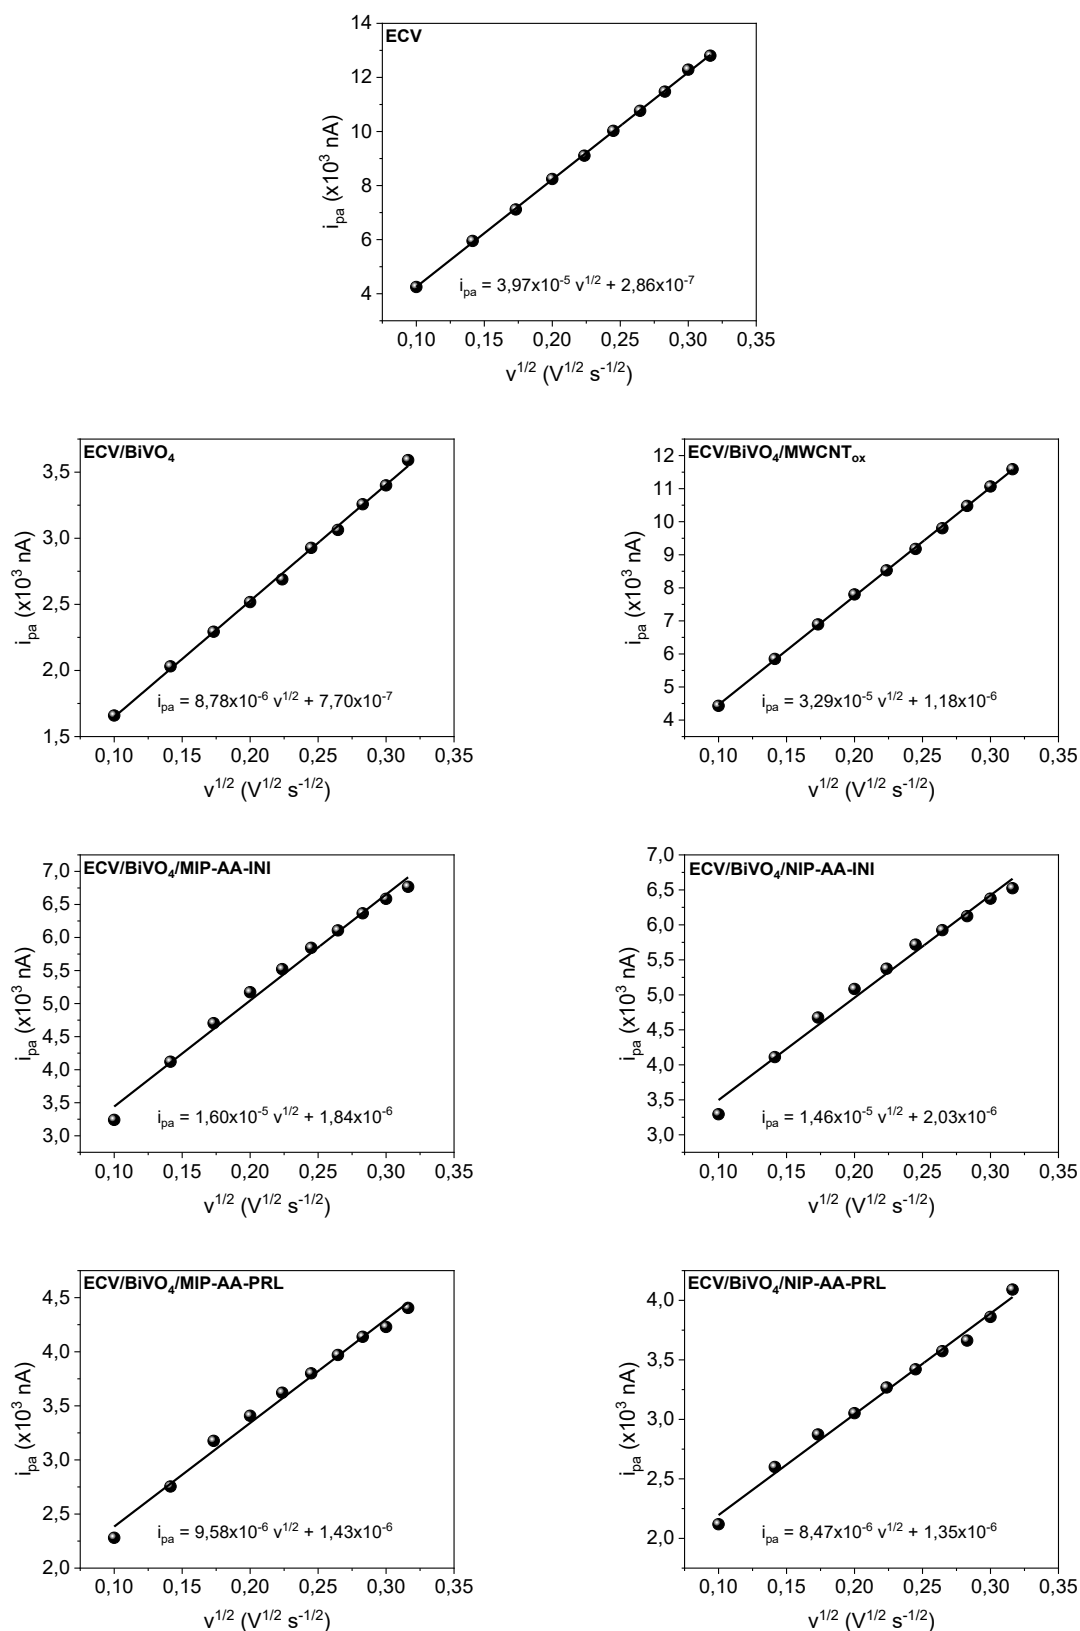 ECV
14
12
10
8
6
4
i_pa (x10³ nA)
i_pa = 3,97x10⁻⁵ v^1/2 + 2,86x10⁻⁷
0,10 0,15 0,20 0,25 0,30 0,35
v^1/2 (V^1/2 s^-1/2)
ECV/BiVO₄
3,5
3,0
2,5
2,0
1,5
i_pa (x10³ nA)
i_pa = 8,78x10⁻⁶ v^1/2 + 7,70x10⁻⁷
0,10 0,15 0,20 0,25 0,30 0,35
v^1/2 (V^1/2 s^-1/2)
ECV/BiVO₄/MWCNT_ox
12
11
10
9
8
7
6
5
4
i_pa (x10³ nA)
i_pa = 3,29x10⁻⁵ v^1/2 + 1,18x10⁻⁶
0,10 0,15 0,20 0,25 0,30 0,35
v^1/2 (V^1/2 s^-1/2)
ECV/BiVO₄/MIP-AA-INI
7,0
6,5
6,0
5,5
5,0
4,5
4,0
3,5
3,0
i_pa (x10³ nA)
i_pa = 1,60x10⁻⁵ v^1/2 + 1,84x10⁻⁶
0,10 0,15 0,20 0,25 0,30 0,35
v^1/2 (V^1/2 s^-1/2)
ECV/BiVO₄/NIP-AA-INI
7,0
6,5
6,0
5,5
5,0
4,5
4,0
3,5
3,0
i_pa (x10³ nA)
i_pa = 1,46x10⁻⁵ v^1/2 + 2,03x10⁻⁶
0,10 0,15 0,20 0,25 0,30 0,35
v^1/2 (V^1/2 s^-1/2)
ECV/BiVO₄/MIP-AA-PRL
4,5
4,0
3,5
3,0
2,5
2,0
i_pa (x10³ nA)
i_pa = 9,58x10⁻⁶ v^1/2 + 1,43x10⁻⁶
0,10 0,15 0,20 0,25 0,30 0,35
v^1/2 (V^1/2 s^-1/2)
ECV/BiVO₄/NIP-AA-PRL
4,0
3,5
3,0
2,5
2,0
i_pa (x10³ nA)
i_pa = 8,47x10⁻⁶ v^1/2 + 1,35x10⁻⁶
0,10 0,15 0,20 0,25 0,30 0,35
v^1/2 (V^1/2 s^-1/2)